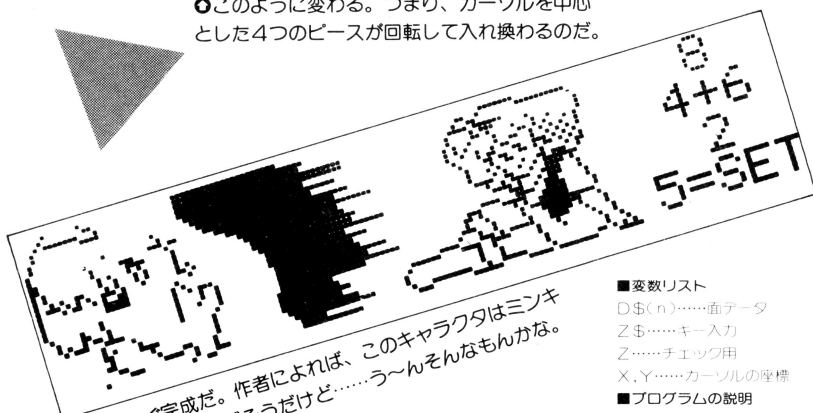 ⬆このように変わる。つまり、カーソルを中心
とした4つのピースが回転して入れ換わるのだ。
8
4+6
2
5=SET
完成だ。作者によれば、このキャラクタはミンキ
うだけど……う〜んそんなもんかな。
■変数リスト
D$(n)……面データ
Z$……キー入力
Z……チェック用
X,Y……カーソルの座標
■プログラムの説明